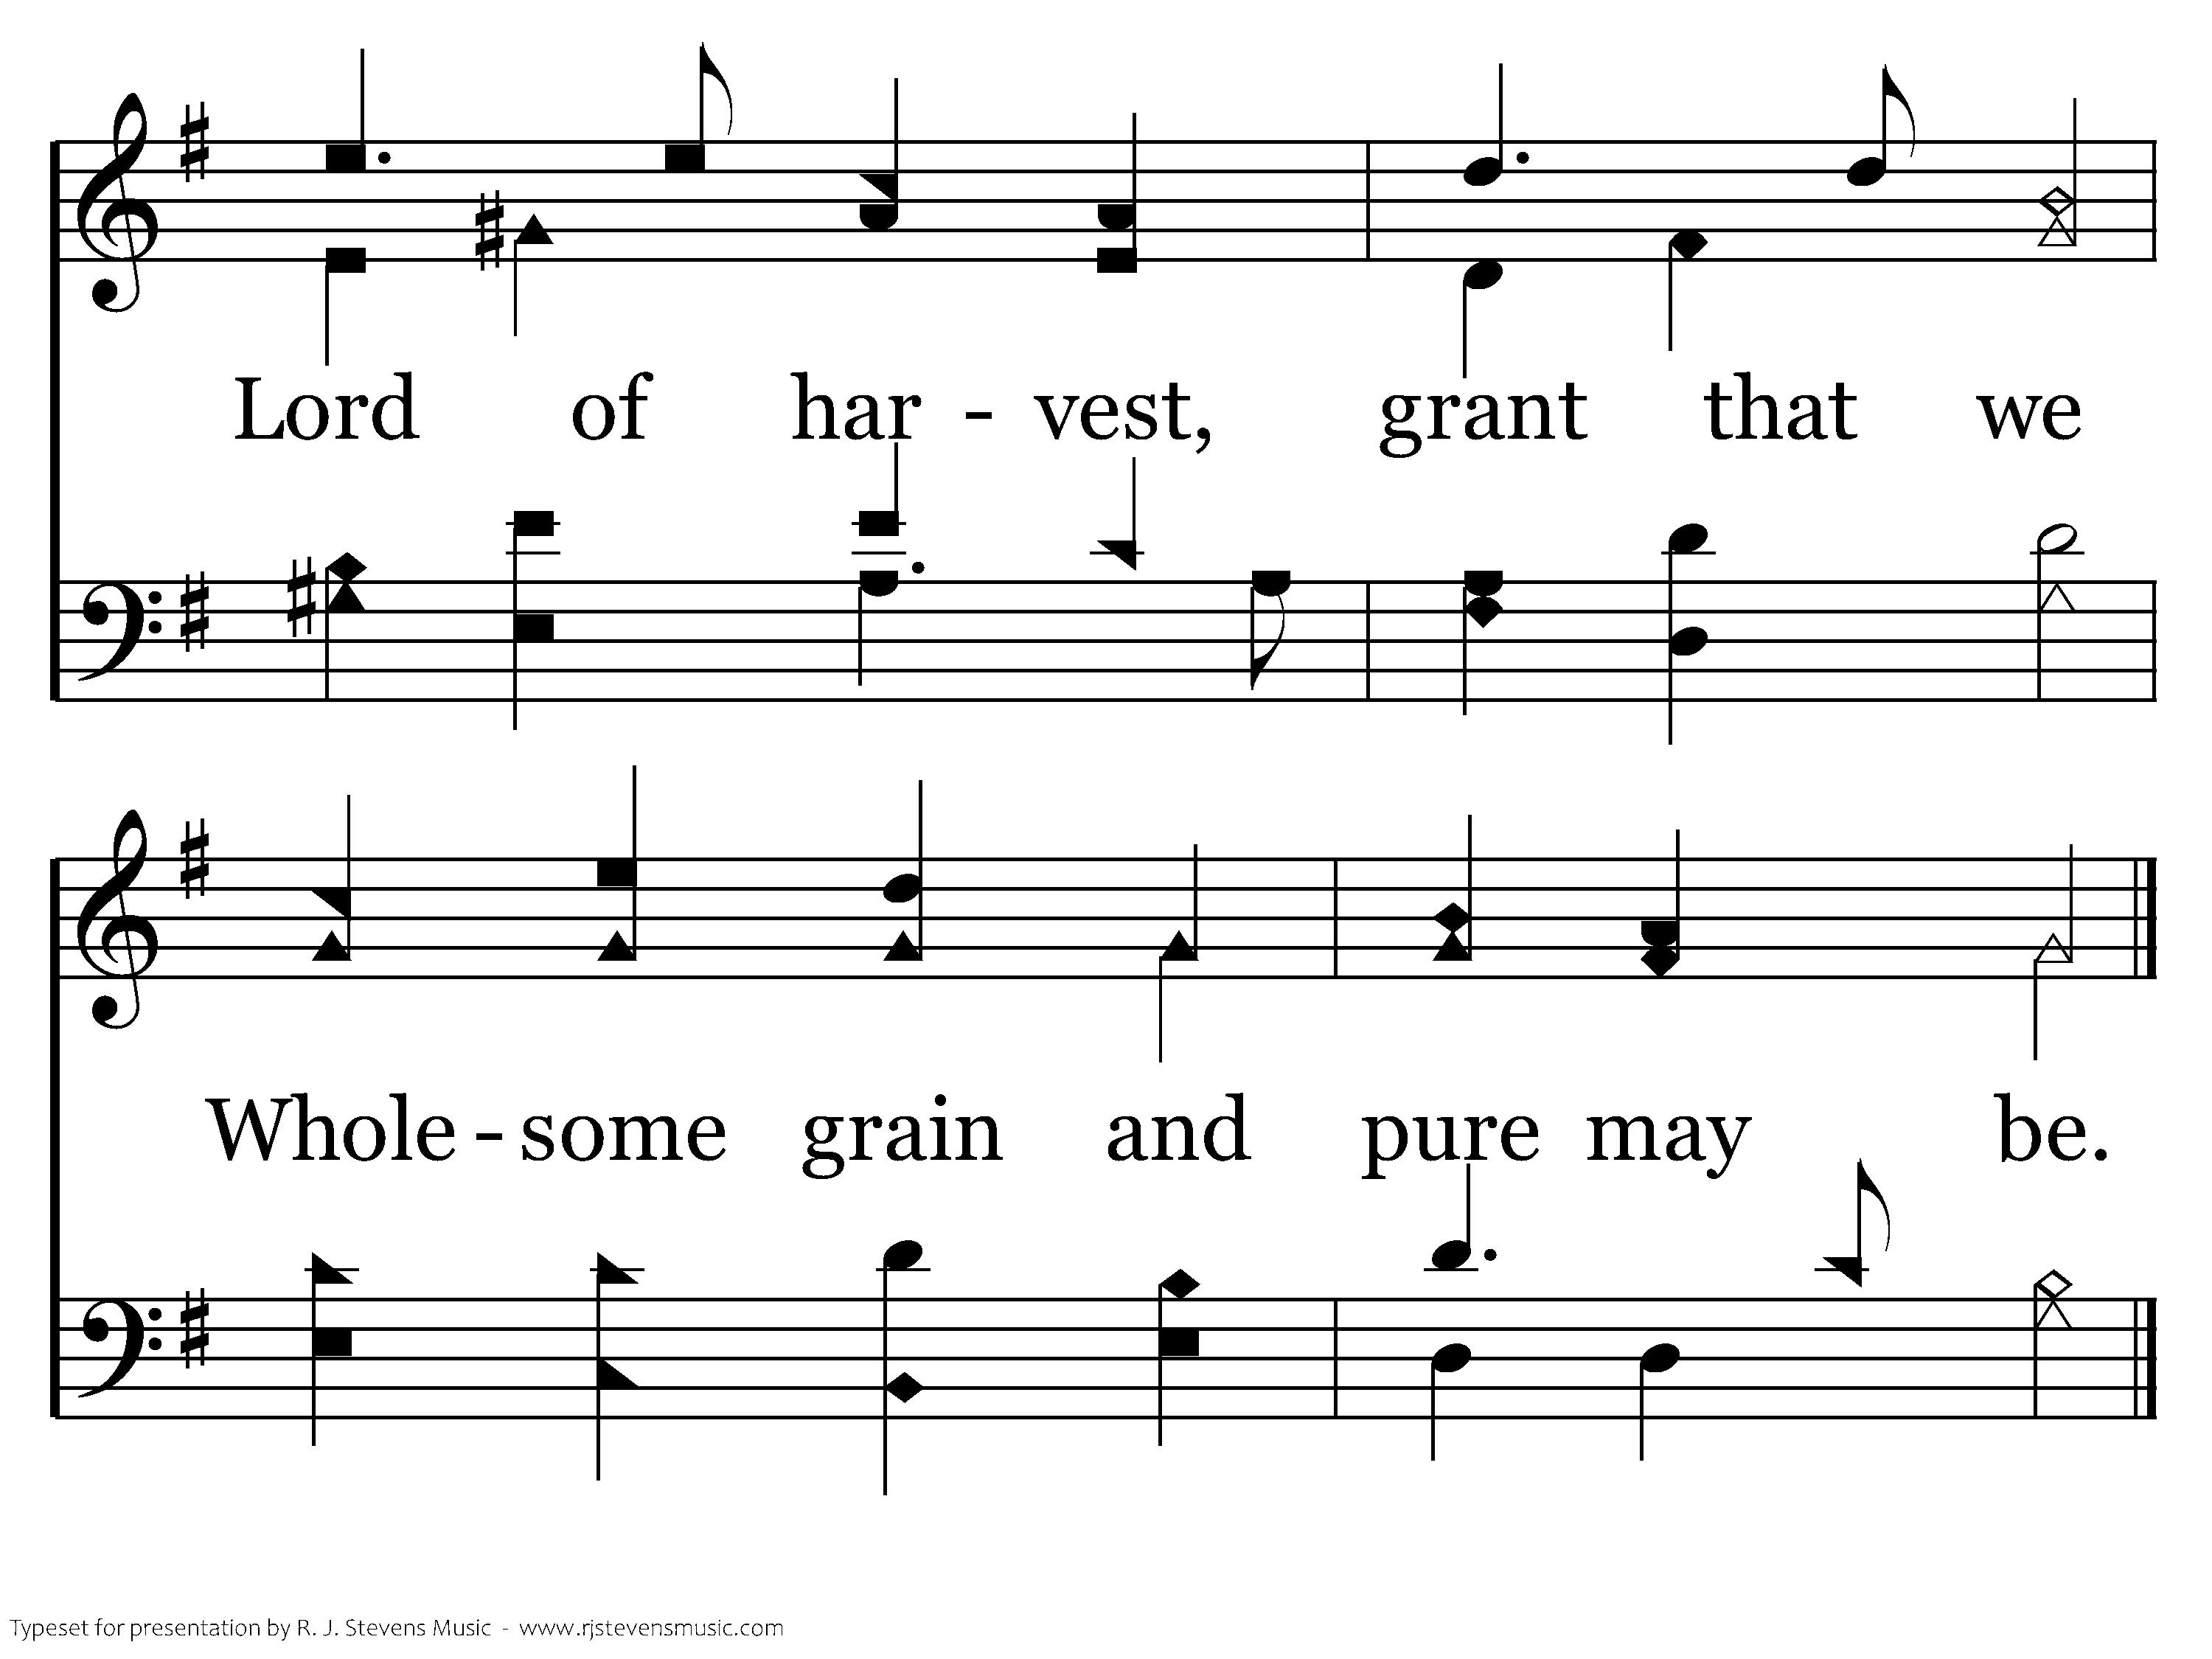 Lord of har - vest, grant that we
Whole - some grain and pure may be.
Typeset for presentation by R. J. Stevens Music - www.rjstevensmusic.com